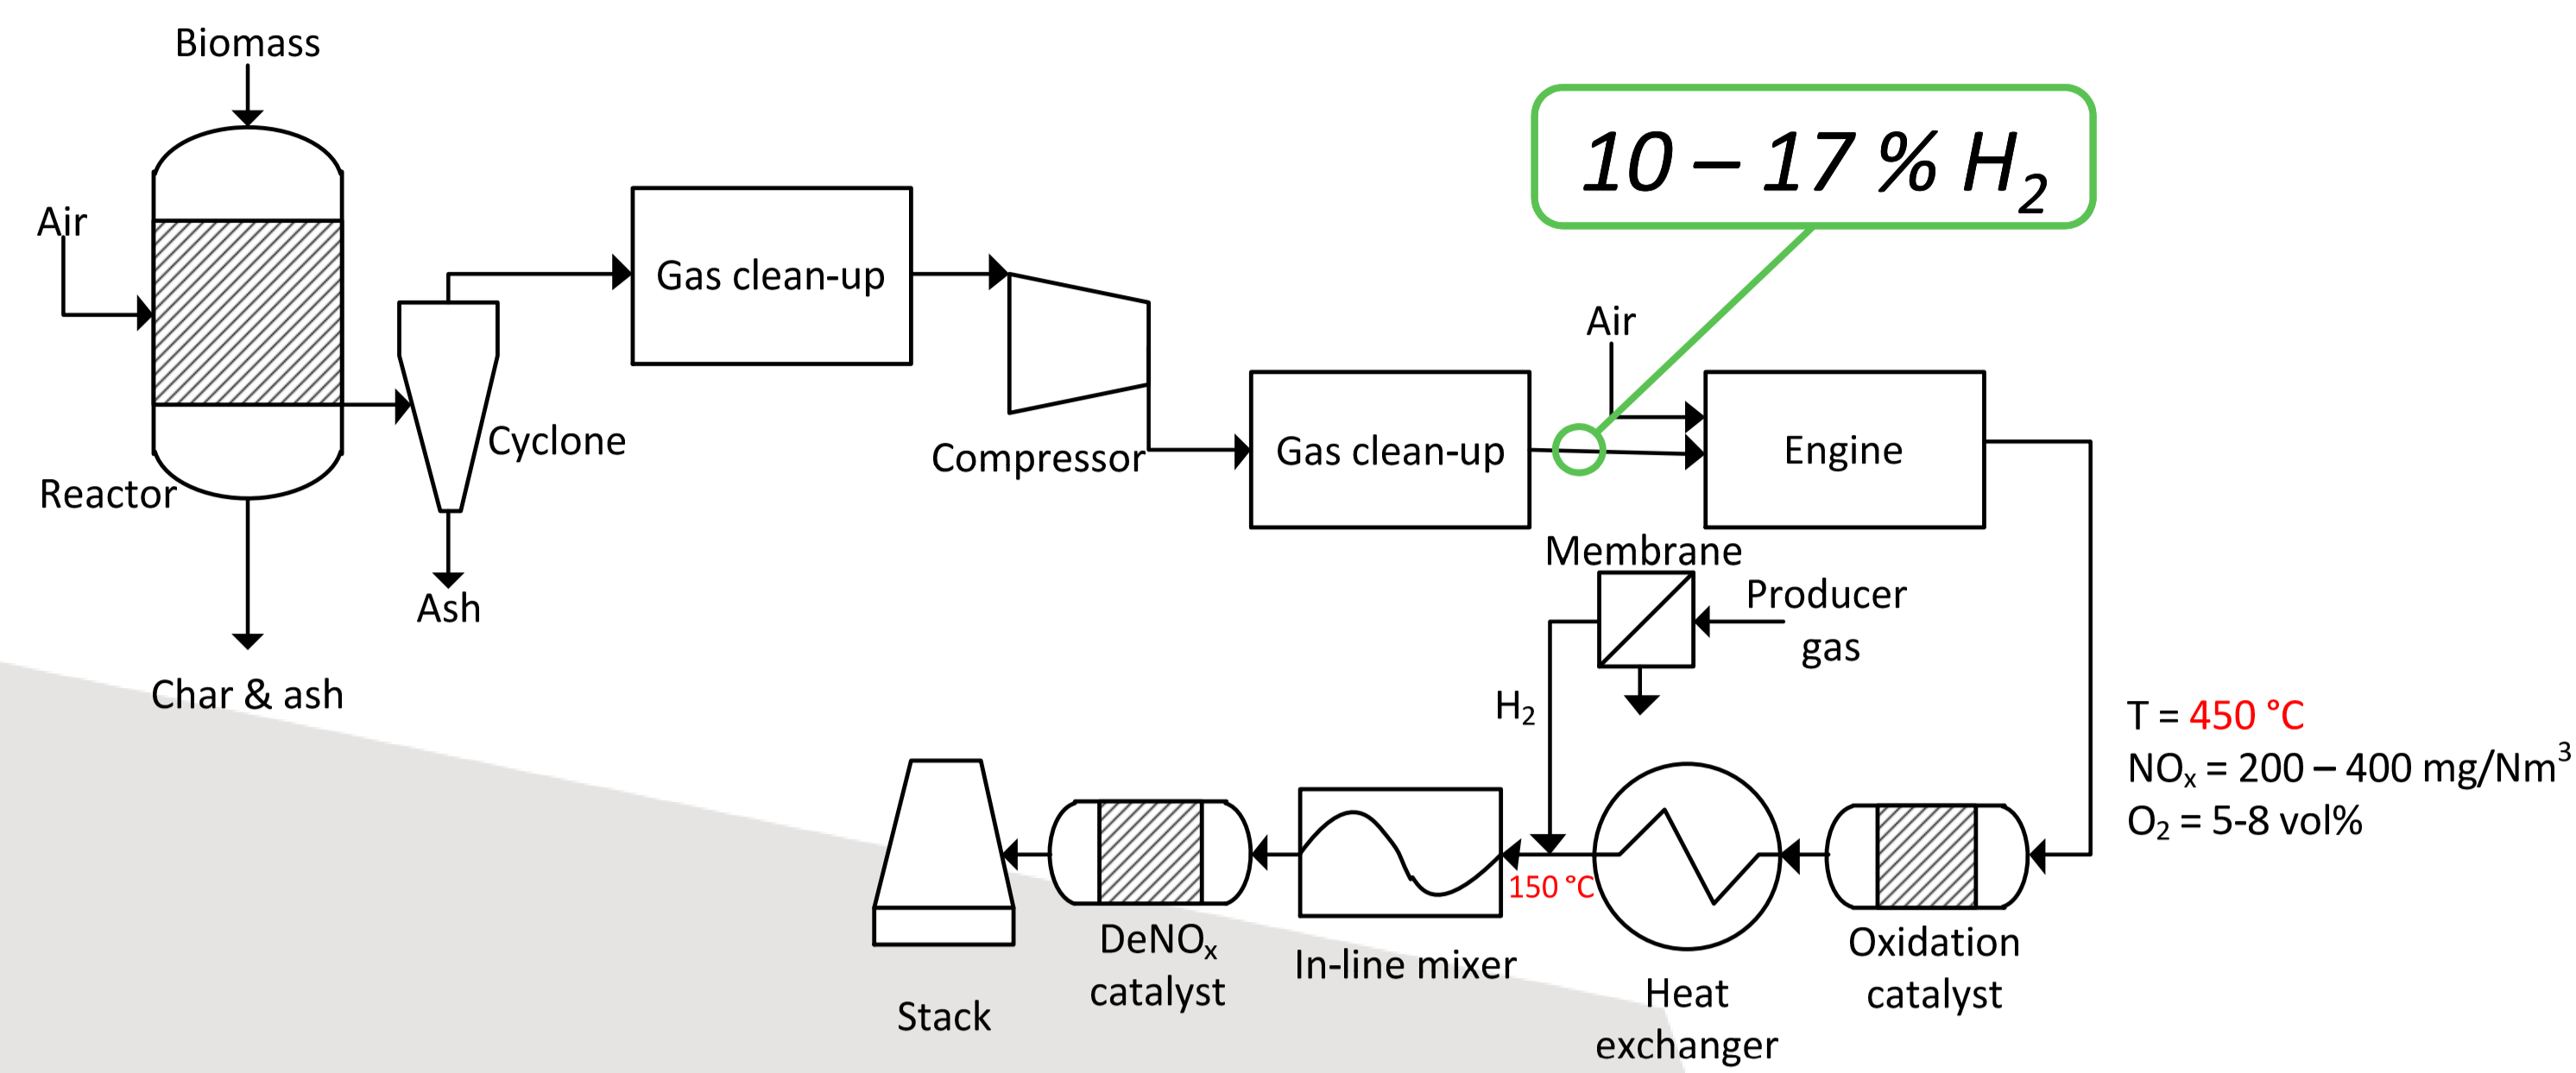 Biomass
Air
Reactor
Char & ash
Cyclone
Ash
Gas clean-up
Compressor
Gas clean-up
10 – 17 % H₂
Air
Engine
Membrane
Producer
gas
H₂
T = 450 °C
NOₓ = 200 – 400 mg/Nm³
O₂ = 5-8 vol%
150 °C
Oxidation
catalyst
Heat
exchanger
In-line mixer
DeNOₓ
catalyst
Stack